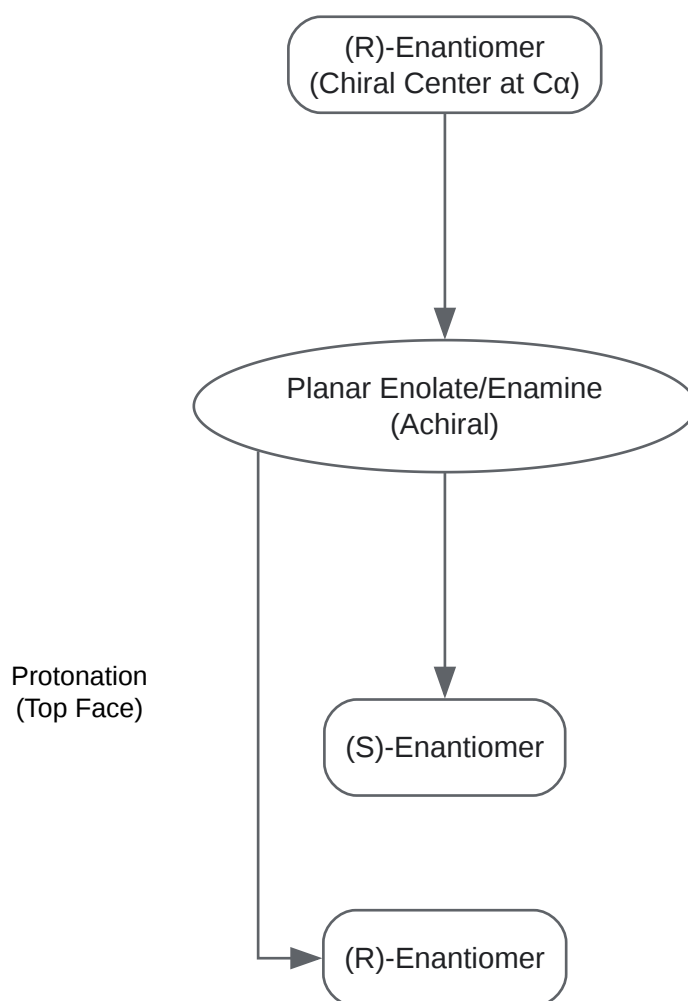 (R)-Enantiomer
(Chiral Center at Cα)
Planar Enolate/Enamine
(Achiral)
Protonation
(Top Face)
(S)-Enantiomer
(R)-Enantiomer